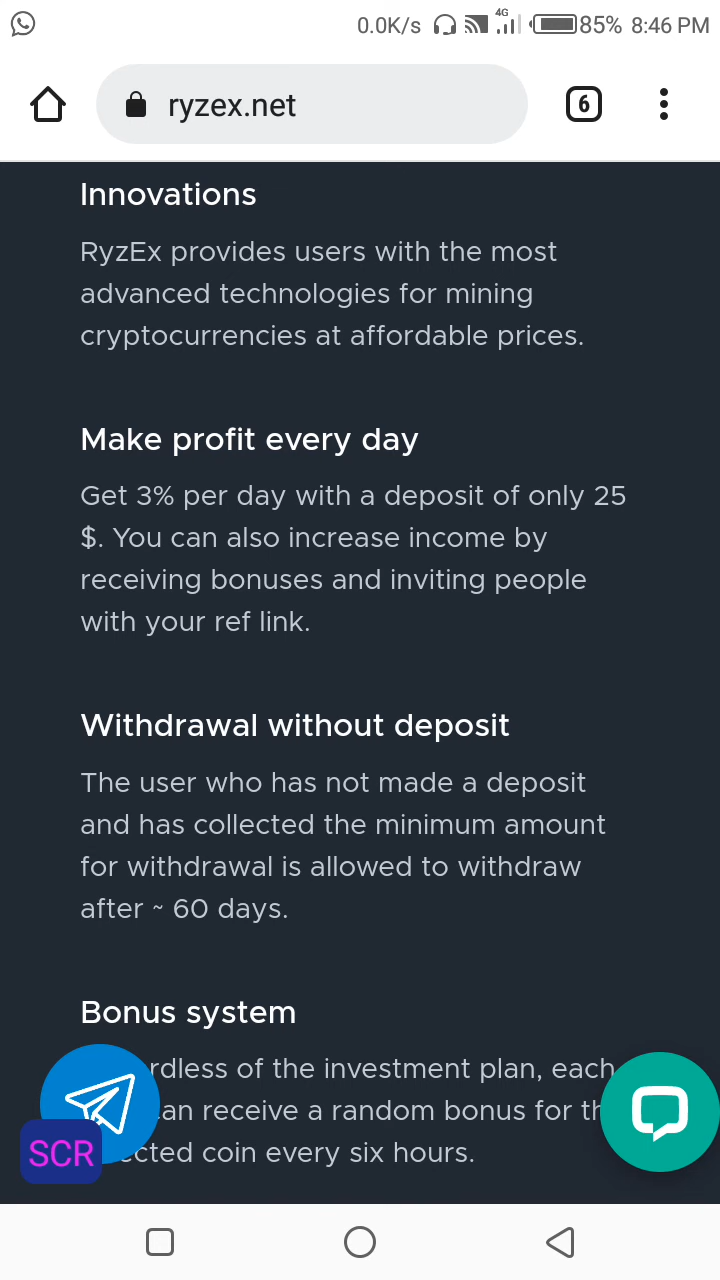 0.0K/s 4G 85% 8:46 PM
ryzex.net 6
Innovations
RyzEx provides users with the most
advanced technologies for mining
cryptocurrencies at affordable prices.
Make profit every day
Get 3% per day with a deposit of only 25
$. You can also increase income by
receiving bonuses and inviting people
with your ref link.
Withdrawal without deposit
The user who has not made a deposit
and has collected the minimum amount
for withdrawal is allowed to withdraw
after ~ 60 days.
Bonus system
of the investment plan, each
can receive a random bonus for
coin every six hours.
SCR